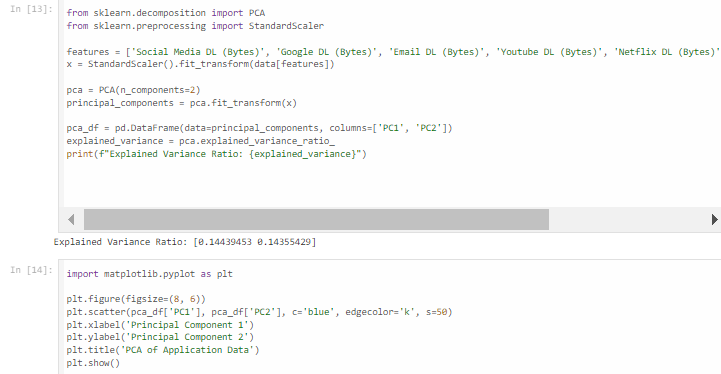 In [13]:
from sklearn.decomposition import PCA
from sklearn.preprocessing import StandardScaler
features = ['Social Media DL (Bytes)', 'Google DL (Bytes)', 'Email DL (Bytes)', 'Youtube DL (Bytes)', 'Netflix DL (Bytes)'
x = StandardScaler().fit_transform(data[features])
pca = PCA(n_components=2)
principal_components = pca.fit_transform(x)
pca_df = pd.DataFrame(data=principal_components, columns=['PC1', 'PC2'])
explained_variance = pca.explained_variance_ratio_
print(f"Explained Variance Ratio: {explained_variance}")
Explained Variance Ratio: [0.14439453 0.14355429]
In [14]:
import matplotlib.pyplot as plt
plt.figure(figsize=(8, 6))
plt.scatter(pca_df['PC1'], pca_df['PC2'], c='blue', edgecolor='k', s=50)
plt.xlabel('Principal Component 1')
plt.ylabel('Principal Component 2')
plt.title('PCA of Application Data')
plt.show()